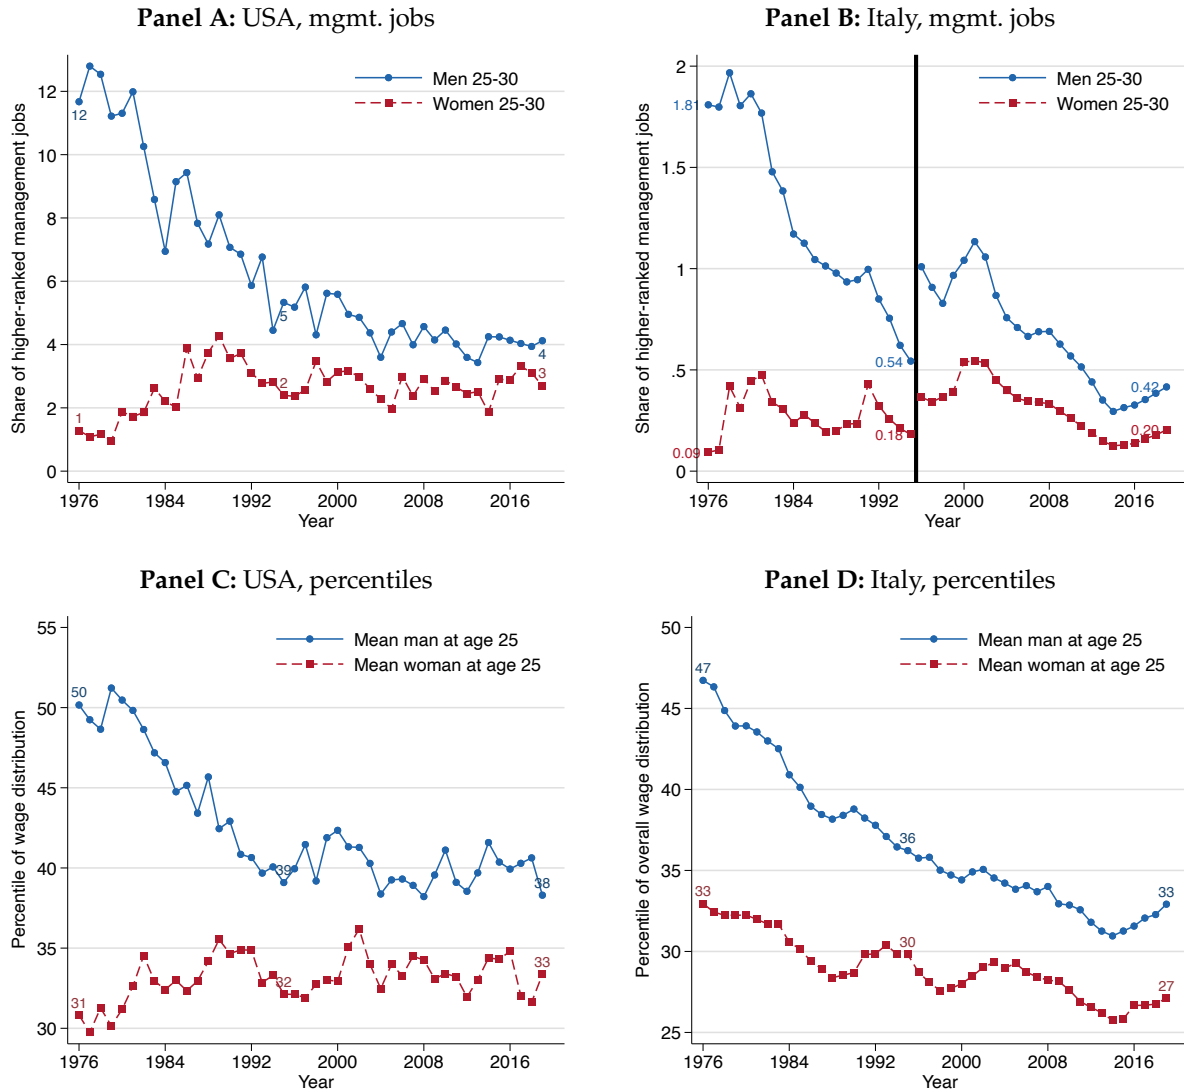 Panel A: USA, mgmt. jobs
Share of higher-ranked management jobs
12
10
8
6
4
2
0
Men 25-30
Women 25-30
12
1
5
2
4
3
1976 1984 1992 2000 2008 2016
Year
Panel B: Italy, mgmt. jobs
Share of higher-ranked management jobs
2
1.5
1
.5
0
Men 25-30
Women 25-30
1.81
0.09
0.54
0.18
0.42
0.20
1976 1984 1992 2000 2008 2016
Year
Panel C: USA, percentiles
Percentile of wage distribution
55
50
45
40
35
30
Mean man at age 25
Mean woman at age 25
50
31
39
32
38
33
1976 1984 1992 2000 2008 2016
Year
Panel D: Italy, percentiles
Percentile of overall wage distribution
50
45
40
35
30
25
Mean man at age 25
Mean woman at age 25
47
33
36
30
33
27
1976 1984 1992 2000 2008 2016
Year